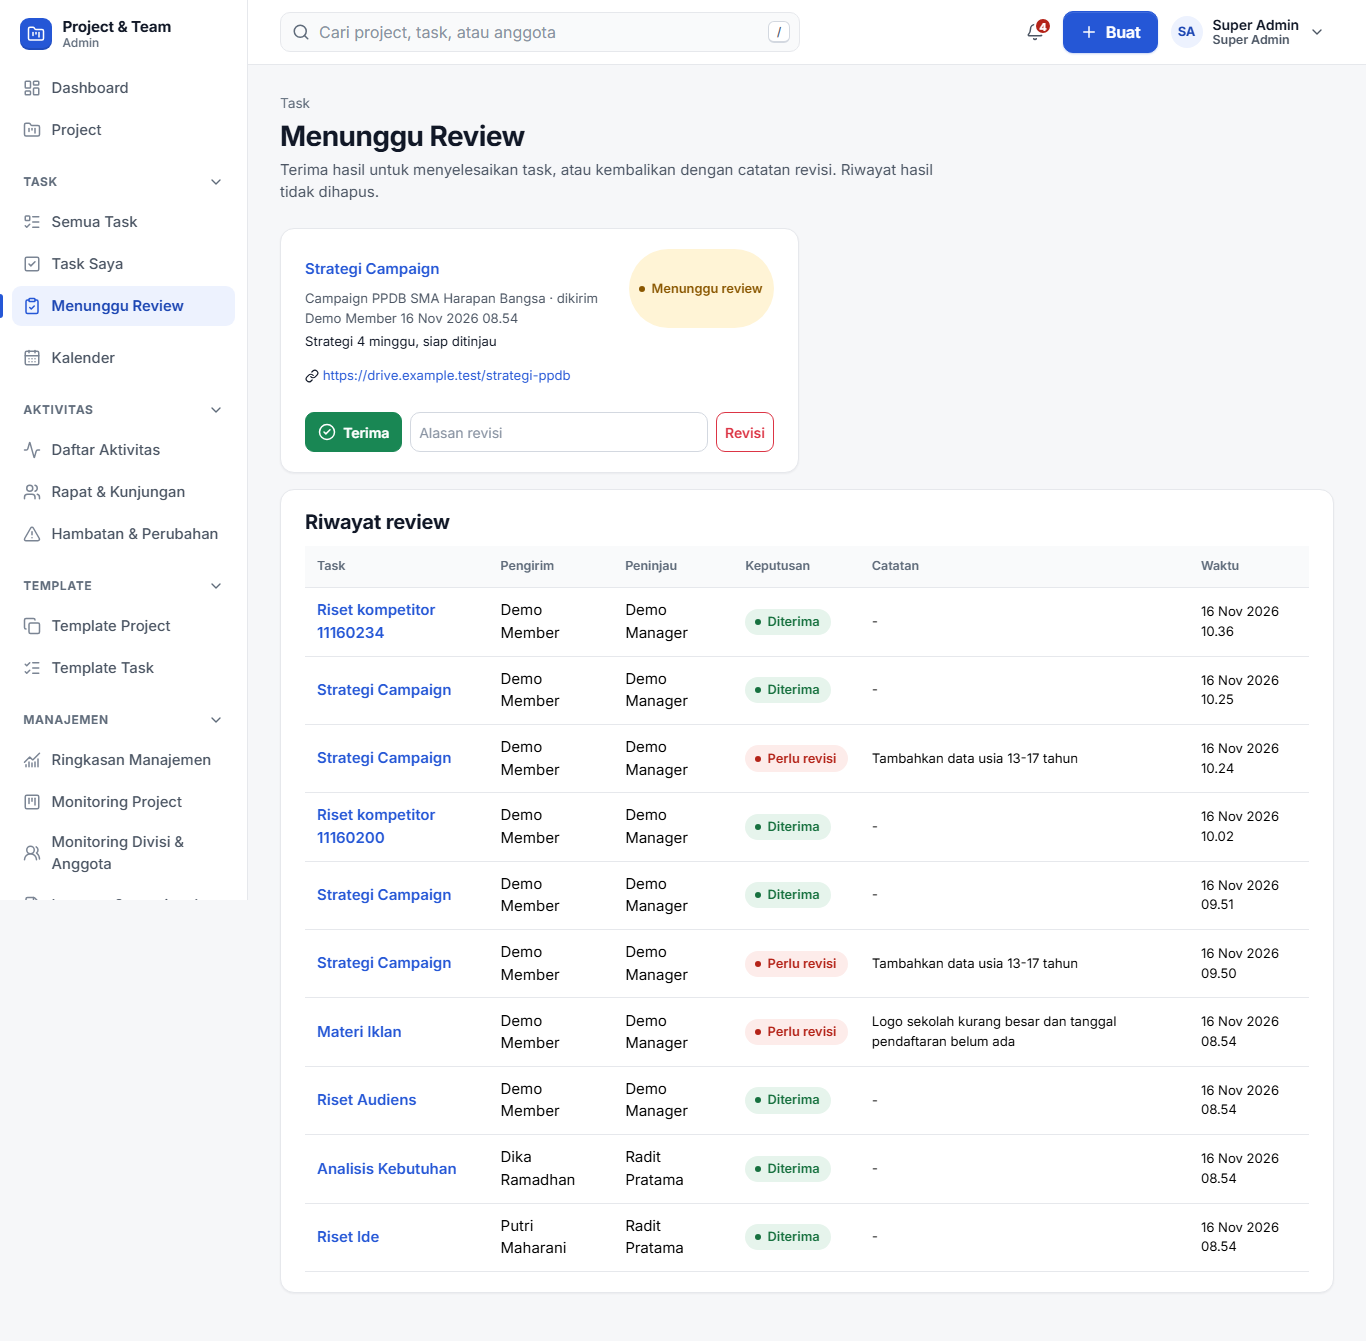 Project & Team
Admin
Cari project, task, atau anggota
/
4
+ Buat
SA
Super Admin
Super Admin
Dashboard
Project
TASK
Semua Task
Task Saya
Menunggu Review
Kalender
AKTIVITAS
Daftar Aktivitas
Rapat & Kunjungan
Hambatan & Perubahan
TEMPLATE
Template Project
Template Task
MANAJEMEN
Ringkasan Manajemen
Monitoring Project
Monitoring Divisi &
Anggota
Task
Menunggu Review
Terima hasil untuk menyelesaikan task, atau kembalikan dengan catatan revisi. Riwayat hasil
tidak dihapus.
Strategi Campaign
Menunggu review
Campaign PPDB SMA Harapan Bangsa · dikirim
Demo Member 16 Nov 2026 08.54
Strategi 4 minggu, siap ditinjau
https://drive.example.test/strategi-ppdb
Terima
Alasan revisi
Revisi
Riwayat review
Task Pengirim Peninjau Keputusan Catatan Waktu
Riset kompetitor 11160234 Demo Member Demo Manager Diterima - 16 Nov 2026 10.36
Strategi Campaign Demo Member Demo Manager Diterima - 16 Nov 2026 10.25
Strategi Campaign Demo Member Demo Manager Perlu revisi Tambahkan data usia 13-17 tahun 16 Nov 2026 10.24
Riset kompetitor 11160200 Demo Member Demo Manager Diterima - 16 Nov 2026 10.02
Strategi Campaign Demo Member Demo Manager Diterima - 16 Nov 2026 09.51
Strategi Campaign Demo Member Demo Manager Perlu revisi Tambahkan data usia 13-17 tahun 16 Nov 2026 09.50
Materi Iklan Demo Member Demo Manager Perlu revisi Logo sekolah kurang besar dan tanggal pendaftaran belum ada 16 Nov 2026 08.54
Riset Audiens Demo Member Demo Manager Diterima - 16 Nov 2026 08.54
Analisis Kebutuhan Dika Ramadhan Radit Pratama Diterima - 16 Nov 2026 08.54
Riset Ide Putri Maharani Radit Pratama Diterima - 16 Nov 2026 08.54